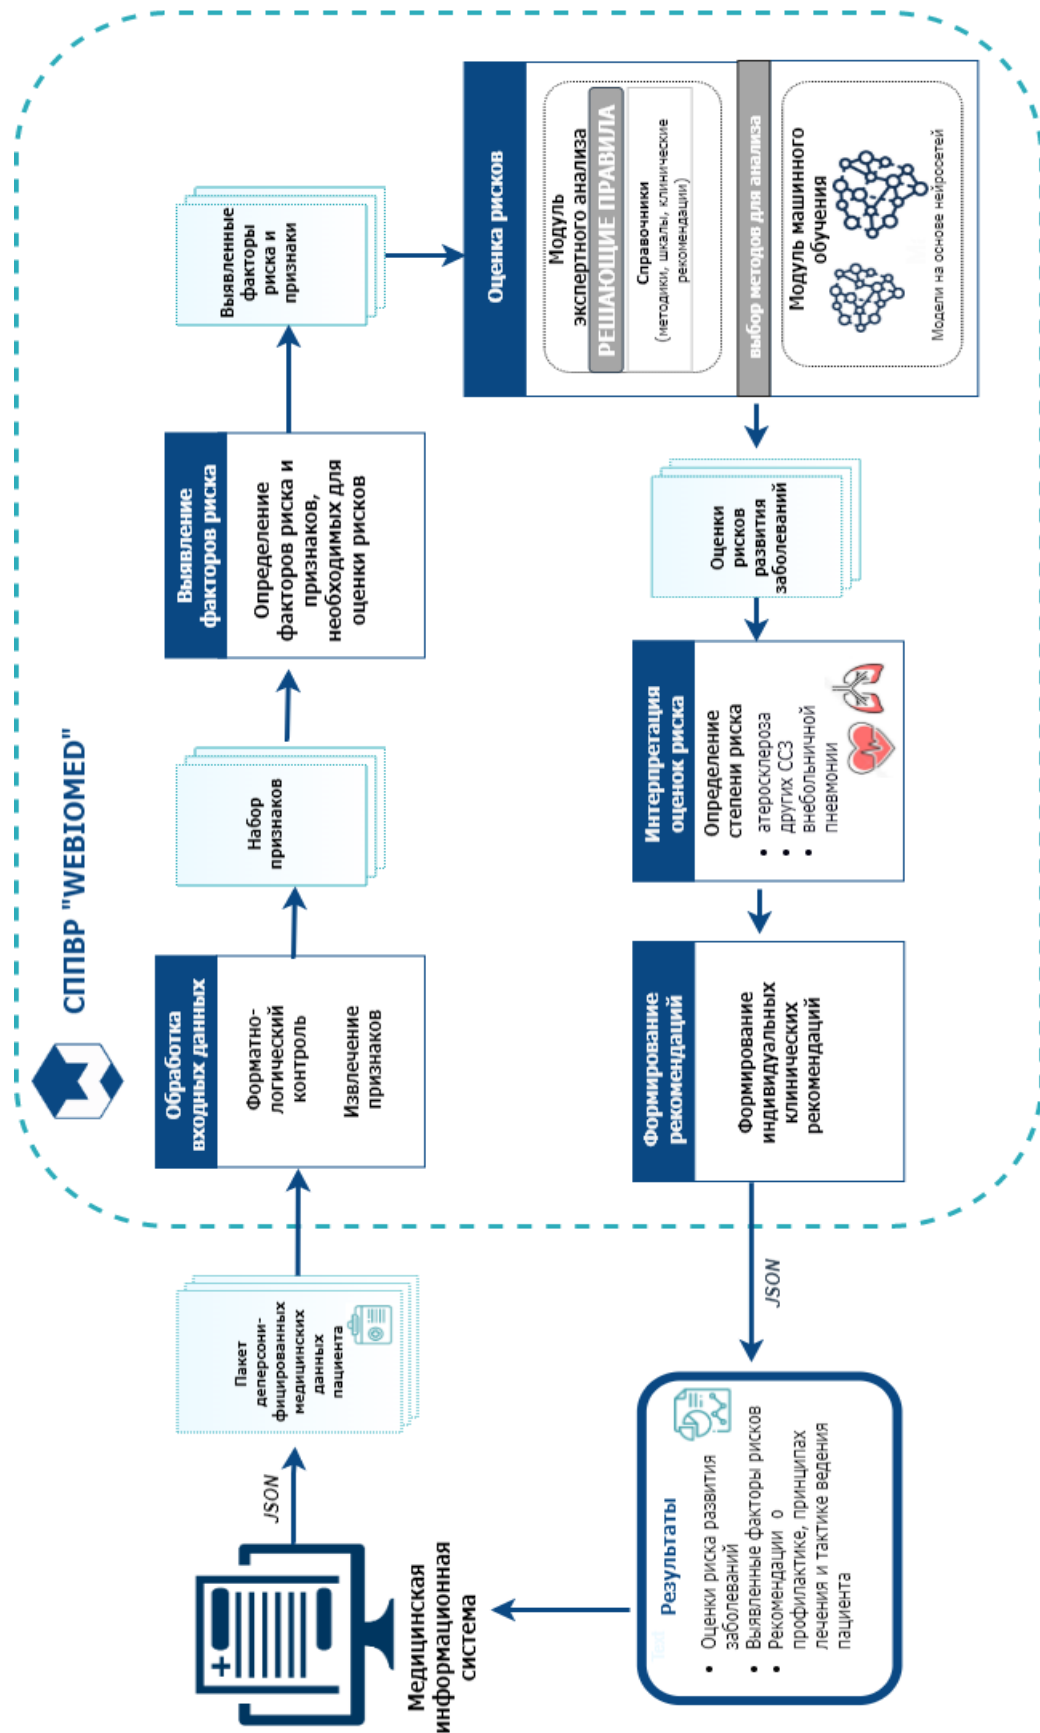 СППВР "WEBIOMED"
Медицинская
информационная
система
JSON
Пакет
деперсони-
фицированных
медицинских
данных
пациента
Обработка
входных данных
Форматно-
логический
контроль
Извлечение
признаков
Набор
признаков
Выявление
факторов риска
Определение
факторов риска и
признаков,
необходимых для
оценки рисков
Выявленные
факторы
риска и
признаки
Оценка рисков
Модуль
экспертного анализа
РЕШАЮЩИЕ ПРАВИЛА
Справочники
(методики, шкалы, клинические
рекомендации)
выбор методов для анализа
Модуль машинного
обучения
Модели на основе нейросетей
Оценки
рисков
развития
заболеваний
Интерпретация
оценок риска
Определение
степени риска
• атеросклероза
• других ССЗ
• внебольничной
пневмонии
Формирование
рекомендаций
Формирование
индивидуальных
клинических
рекомендаций
JSON
Результаты
• Оценки риска развития
заболеваний
• Выявленные факторы рисков
• Рекомендации о
профилактике, принципах
лечения и тактике ведения
пациента